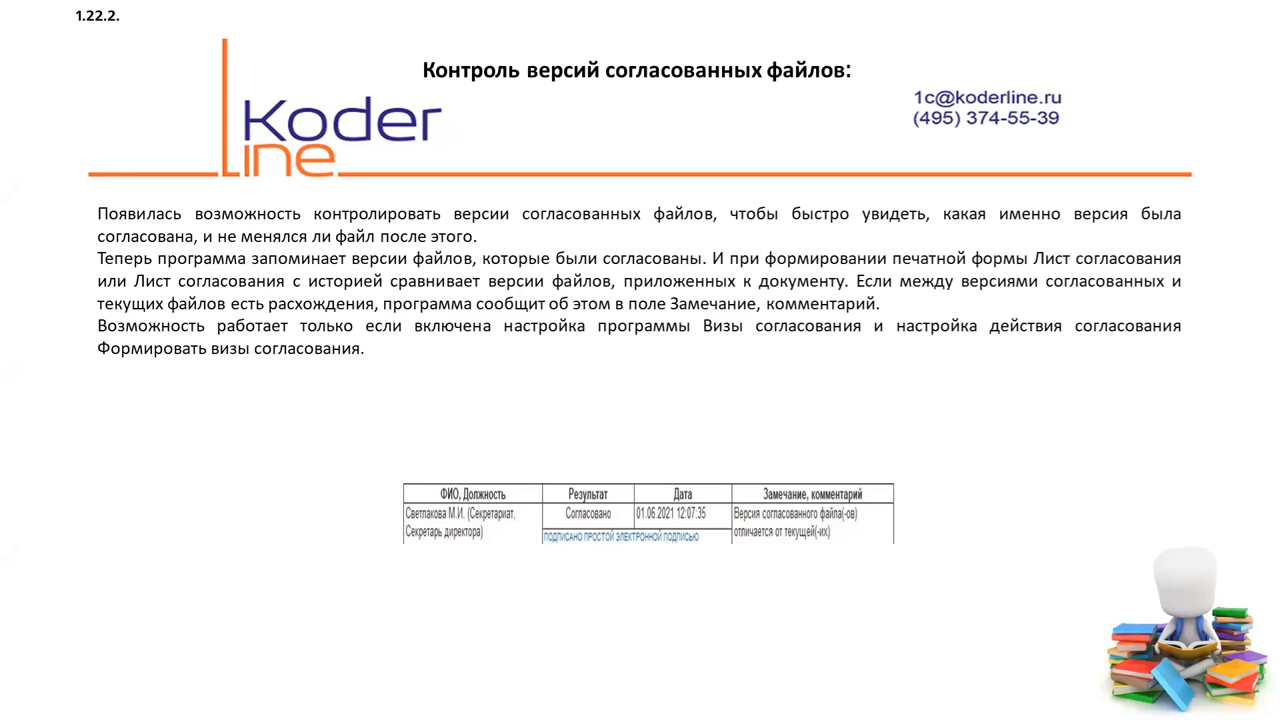 1.22.2.
Контроль версий согласованных файлов:
Koder
Line
1c@koderline.ru
(495) 374-55-39
Появилась возможность контролировать версии согласованных файлов, чтобы быстро увидеть, какая именно версия была
согласована, и не менялся ли файл после этого.
Теперь программа запоминает версии файлов, которые были согласованы. И при формировании печатной формы Лист согласования
или Лист согласования с историей сравнивает версии файлов, приложенных к документу. Если между версиями согласованных и
текущих файлов есть расхождения, программа сообщит об этом в поле Замечание, комментарий.
Возможность работает только если включена настройка программы Визы согласования и настройка действия согласования
Формировать визы согласования.
ФИО, Должность Результат Дата Замечание, комментарий
Светлакова М.И. (Секретариат, Согласовано 01.06.2021 12:07:35 Версия согласованного файла(-ов)
Секретарь директора) ПОДПИСАНО ПРОСТОЙ ЭЛЕКТРОННОЙ ПОДПИСЬЮ отличается от текущей(-их)